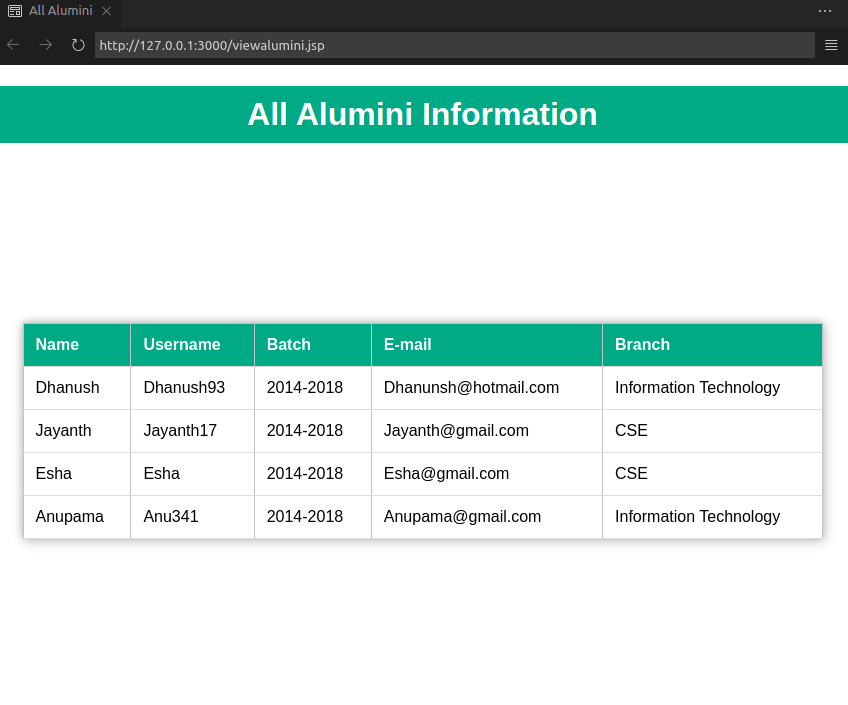 All Alumini
http://127.0.0.1:3000/viewalumini.jsp
All Alumini Information
Name Username Batch E-mail Branch
Dhanush Dhanush93 2014-2018 Dhanunsh@hotmail.com Information Technology
Jayanth Jayanth17 2014-2018 Jayanth@gmail.com CSE
Esha Esha 2014-2018 Esha@gmail.com CSE
Anupama Anu341 2014-2018 Anupama@gmail.com Information Technology